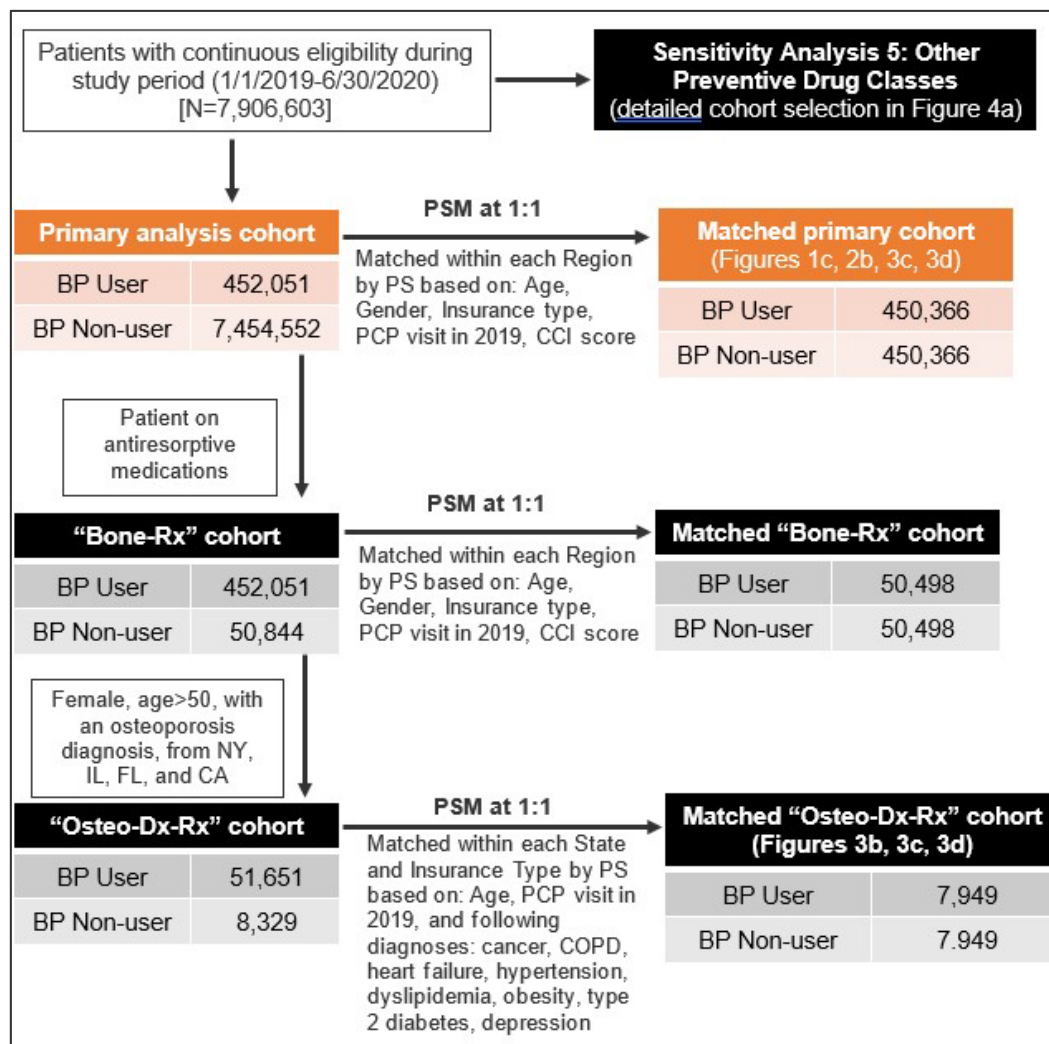 Patients with continuous eligibility during
study period (1/1/2019-6/30/2020)
[N=7,906,603]
Sensitivity Analysis 5: Other
Preventive Drug Classes
(detailed cohort selection in Figure 4a)
Primary analysis cohort
BP User 452,051
BP Non-user 7,454,552
PSM at 1:1
Matched within each Region
by PS based on: Age,
Gender, Insurance type,
PCP visit in 2019, CCI score
Matched primary cohort
(Figures 1c, 2b, 3c, 3d)
BP User 450,366
BP Non-user 450,366
Patient on
antiresorptive
medications
“Bone-Rx” cohort
BP User 452,051
BP Non-user 50,844
PSM at 1:1
Matched within each Region
by PS based on: Age,
Gender, Insurance type,
PCP visit in 2019, CCI score
Matched “Bone-Rx” cohort
BP User 50,498
BP Non-user 50,498
Female, age>50, with
an osteoporosis
diagnosis, from NY,
IL, FL, and CA
“Osteo-Dx-Rx” cohort
BP User 51,651
BP Non-user 8,329
PSM at 1:1
Matched within each State
and Insurance Type by PS
based on: Age, PCP visit in
2019, and following
diagnoses: cancer, COPD,
heart failure, hypertension,
dyslipidemia, obesity, type
2 diabetes, depression
Matched “Osteo-Dx-Rx” cohort
(Figures 3b, 3c, 3d)
BP User 7,949
BP Non-user 7.949